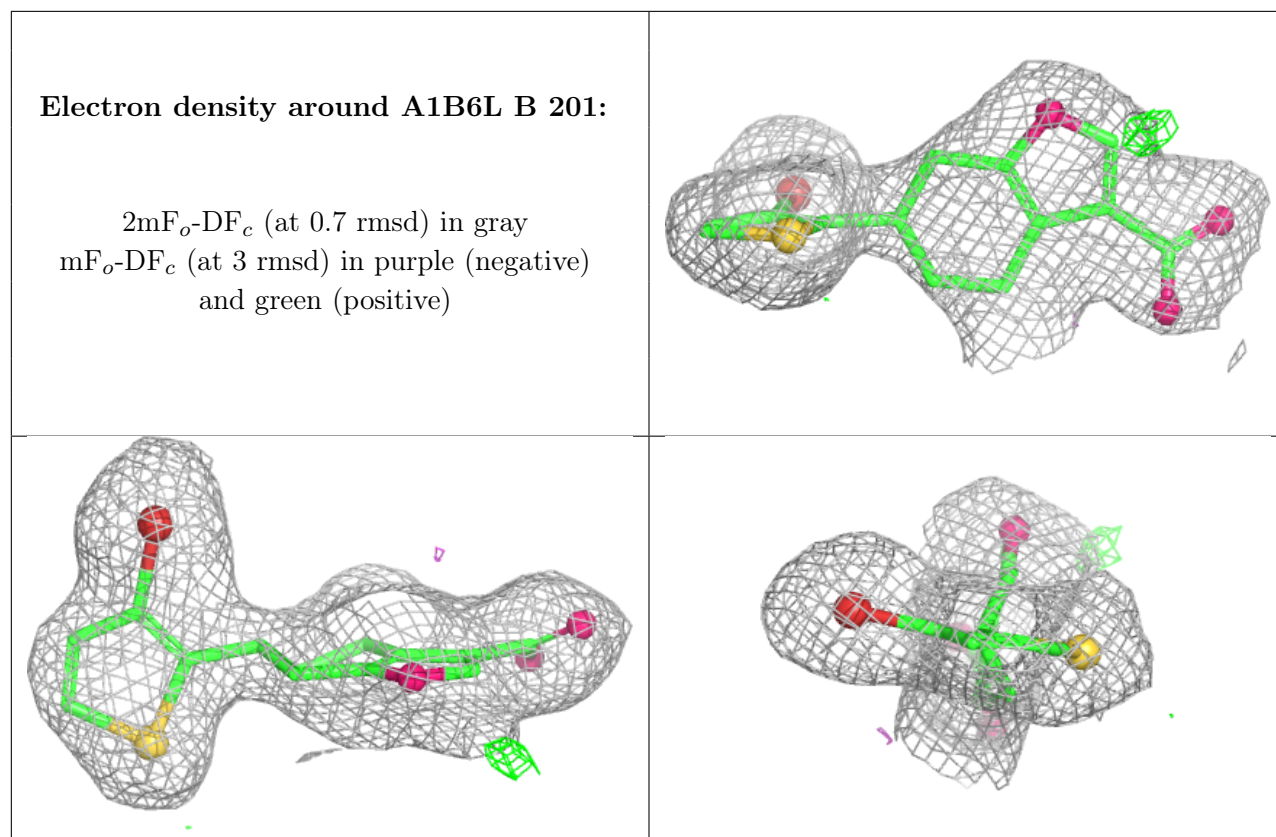 Electron density around A1B6L B 201:
2mFo-DFc (at 0.7 rmsd) in gray
mFo-DFc (at 3 rmsd) in purple (negative)
and green (positive)